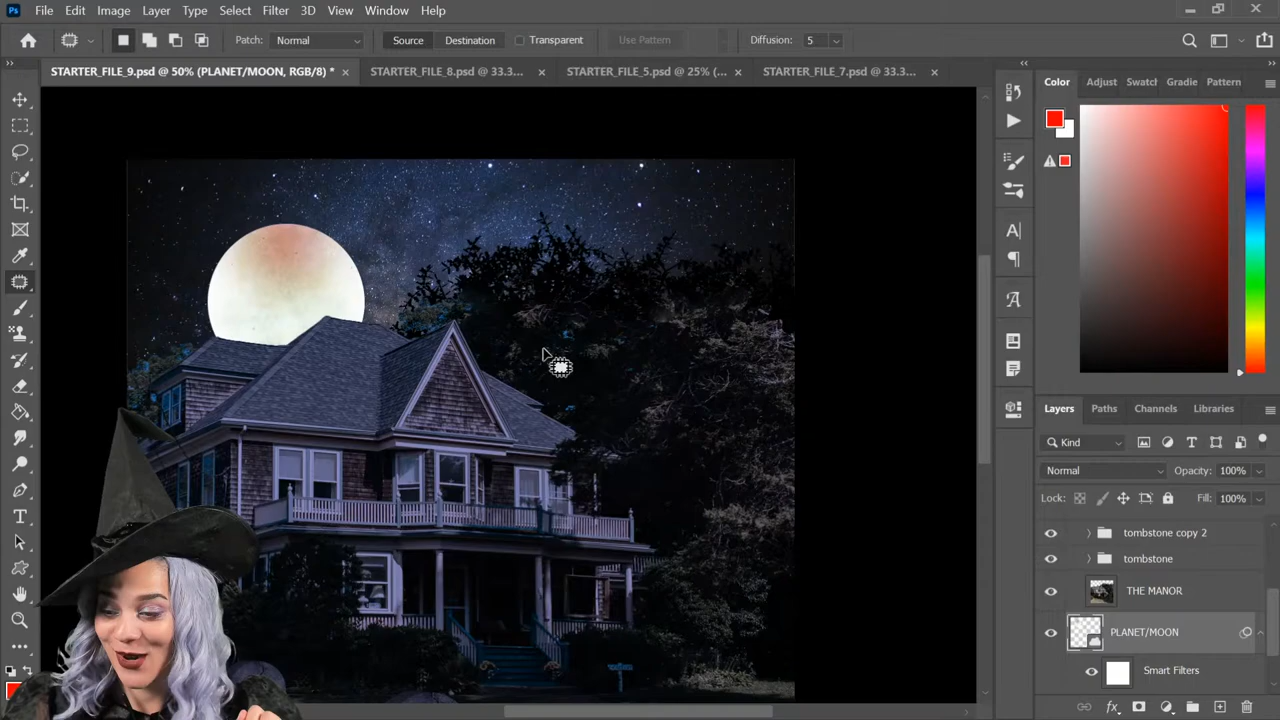 Ps File Edit Image Layer Type Select Filter 3D View Window Help
Patch: Normal Source Destination Transparent Use Pattern Diffusion: 5
STARTER_FILE_9.psd @ 50% (PLANET/MOON, RGB/8) * STARTER_FILE_8.psd @ 33.3... STARTER_FILE_5.psd @ 25% (... STARTER_FILE_7.psd @ 33.3...
Color Adjust Swatch Gradie Pattern
Layers Paths Channels Libraries
Kind
Normal Opacity: 100%
Lock: Fill: 100%
tombstone copy 2
tombstone
THE MANOR
PLANET/MOON
Smart Filters